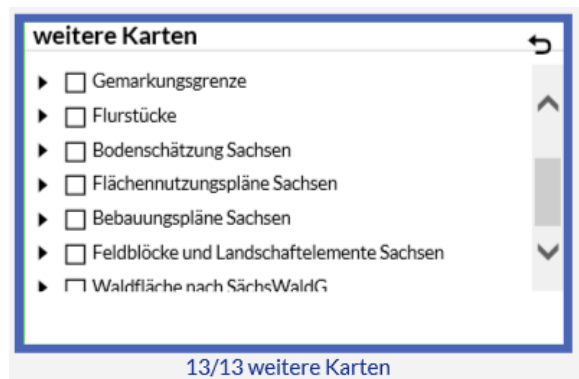 weitere Karten
Gemarkungsgrenze
Flurstücke
Bodenschätzung Sachsen
Flächennutzungspläne Sachsen
Bebauungspläne Sachsen
Feldblöcke und Landschaftelemente Sachsen
Waldfläche nach SächsWaldG
13/13 weitere Karten